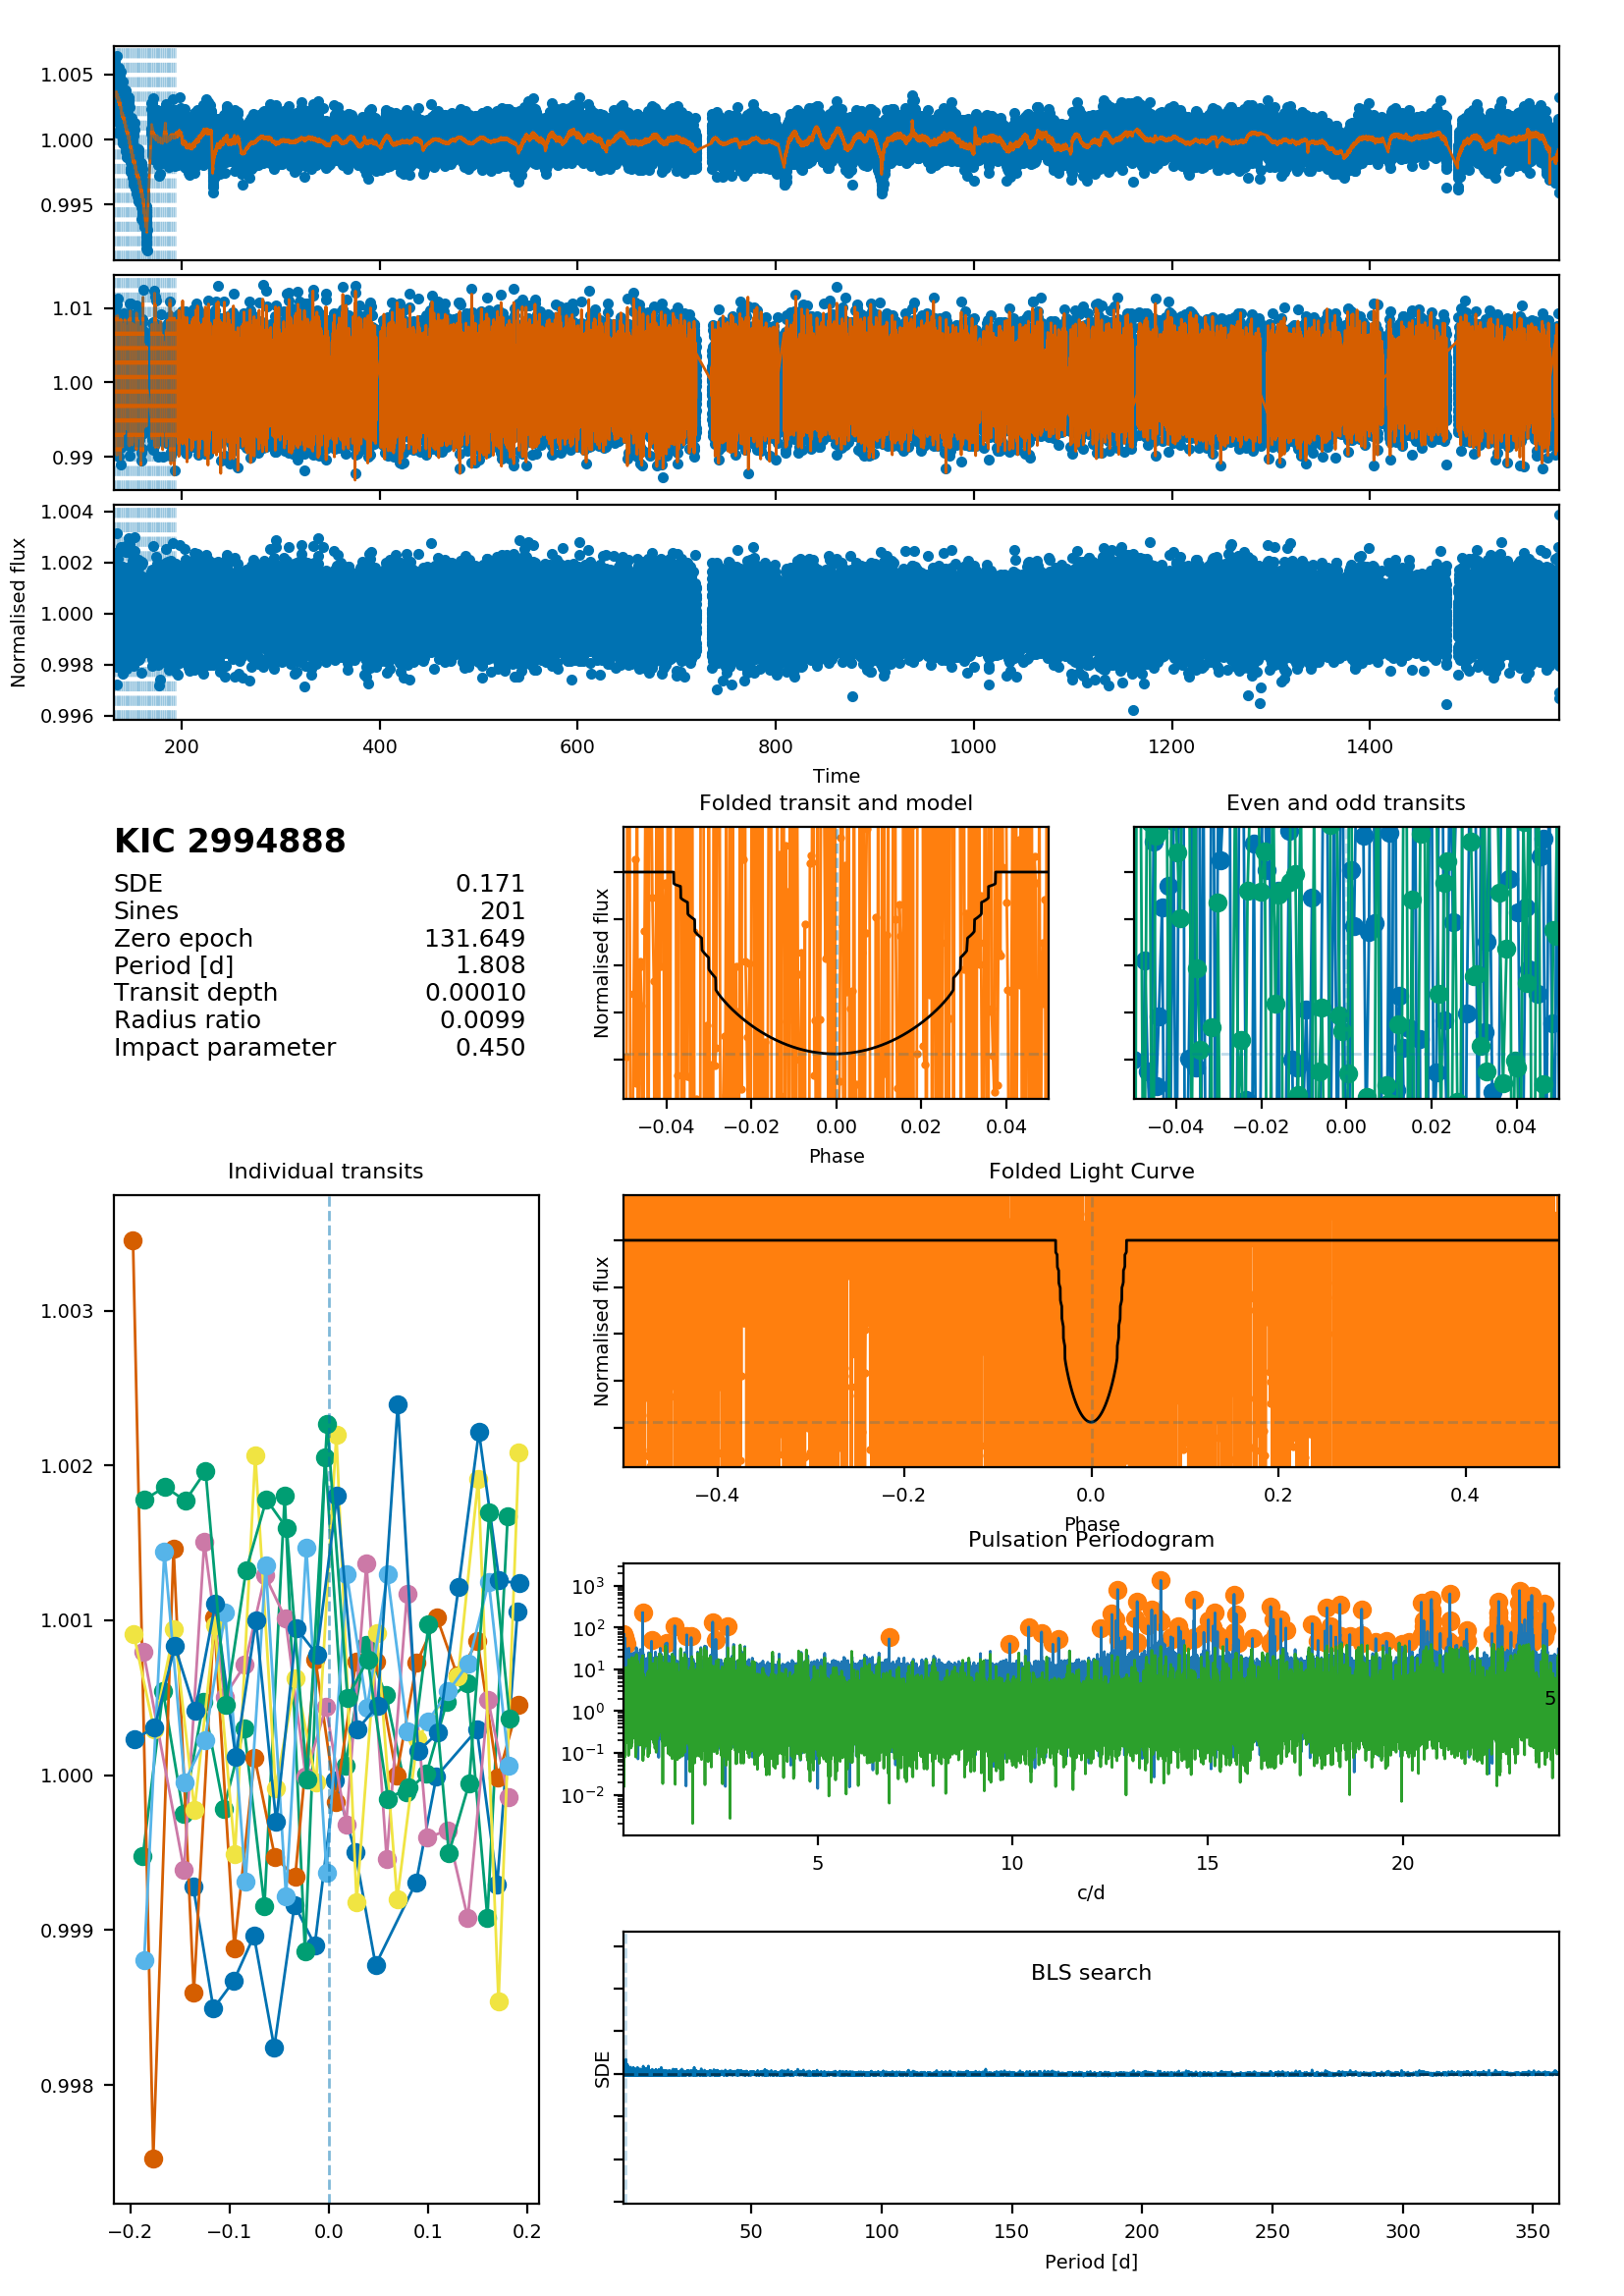 1.005
1.000
0.995
1.01
1.00
0.99
1.004
1.002
1.000
0.998
0.996
Normalised flux
200 400 600 800 1000 1200 1400
Time
KIC 2994888
SDE 0.171
Sines 201
Zero epoch 131.649
Period [d] 1.808
Transit depth 0.00010
Radius ratio 0.0099
Impact parameter 0.450
Folded transit and model
Normalised flux
−0.04 −0.02 0.00 0.02 0.04
Phase
Even and odd transits
−0.04 −0.02 0.00 0.02 0.04
Individual transits
1.003
1.002
1.001
1.000
0.999
0.998
−0.2 −0.1 0.0 0.1 0.2
Folded Light Curve
Normalised flux
−0.4 −0.2 0.0 0.2 0.4
Phase
Pulsation Periodogram
10³
10²
10¹
10⁰
10⁻¹
10⁻²
5
5 10 15 20
c/d
BLS search
SDE
50 100 150 200 250 300 350
Period [d]